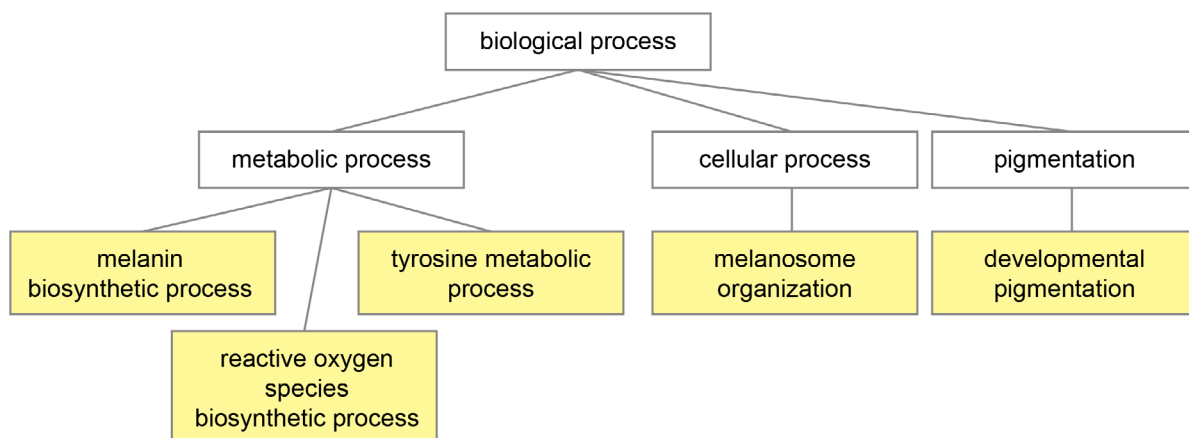 biological process
metabolic process
cellular process
pigmentation
melanin
biosynthetic process
tyrosine metabolic
process
melanosome
organization
developmental
pigmentation
reactive oxygen
species
biosynthetic process